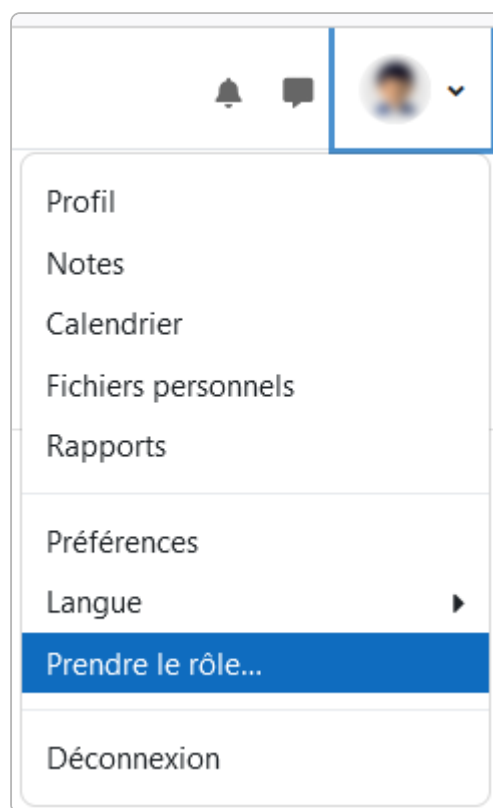 Profil
Notes
Calendrier
Fichiers personnels
Rapports
Préférences
Langue
Prendre le rôle...
Déconnexion